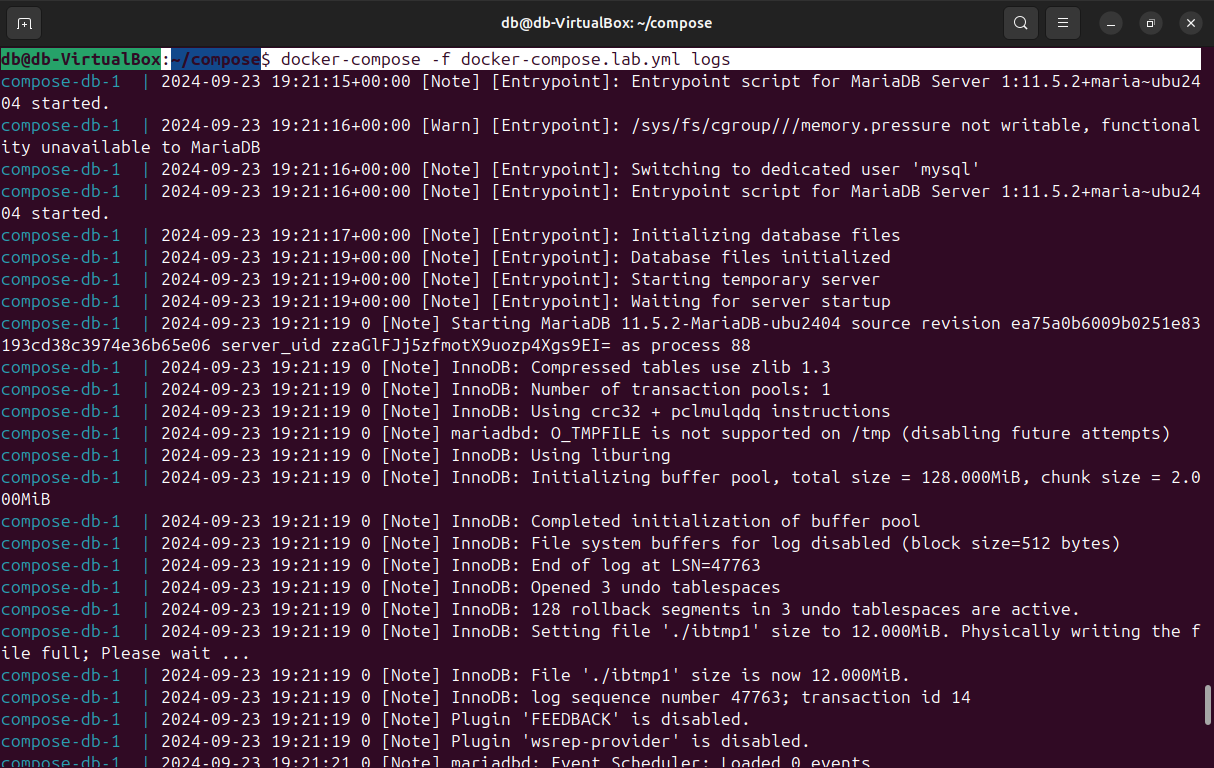 db@db-VirtualBox: ~/compose
db@db-VirtualBox:~/compose$ docker-compose -f docker-compose.lab.yml logs
compose-db-1  | 2024-09-23 19:21:15+00:00 [Note] [Entrypoint]: Entrypoint script for MariaDB Server 1:11.5.2+maria~ubu24
04 started.
compose-db-1  | 2024-09-23 19:21:16+00:00 [Warn] [Entrypoint]: /sys/fs/cgroup///memory.pressure not writable, functional
ity unavailable to MariaDB
compose-db-1  | 2024-09-23 19:21:16+00:00 [Note] [Entrypoint]: Switching to dedicated user 'mysql'
compose-db-1  | 2024-09-23 19:21:16+00:00 [Note] [Entrypoint]: Entrypoint script for MariaDB Server 1:11.5.2+maria~ubu24
04 started.
compose-db-1  | 2024-09-23 19:21:17+00:00 [Note] [Entrypoint]: Initializing database files
compose-db-1  | 2024-09-23 19:21:19+00:00 [Note] [Entrypoint]: Database files initialized
compose-db-1  | 2024-09-23 19:21:19+00:00 [Note] [Entrypoint]: Starting temporary server
compose-db-1  | 2024-09-23 19:21:19+00:00 [Note] [Entrypoint]: Waiting for server startup
compose-db-1  | 2024-09-23 19:21:19 0 [Note] Starting MariaDB 11.5.2-MariaDB-ubu2404 source revision ea75a0b6009b0251e83
193cd38c3974e36b65e06 server_uid zzaGlFJj5zfmotX9uozp4Xgs9EI= as process 88
compose-db-1  | 2024-09-23 19:21:19 0 [Note] InnoDB: Compressed tables use zlib 1.3
compose-db-1  | 2024-09-23 19:21:19 0 [Note] InnoDB: Number of transaction pools: 1
compose-db-1  | 2024-09-23 19:21:19 0 [Note] InnoDB: Using crc32 + pclmulqdq instructions
compose-db-1  | 2024-09-23 19:21:19 0 [Note] mariadbd: O_TMPFILE is not supported on /tmp (disabling future attempts)
compose-db-1  | 2024-09-23 19:21:19 0 [Note] InnoDB: Using liburing
compose-db-1  | 2024-09-23 19:21:19 0 [Note] InnoDB: Initializing buffer pool, total size = 128.000MiB, chunk size = 2.0
00MiB
compose-db-1  | 2024-09-23 19:21:19 0 [Note] InnoDB: Completed initialization of buffer pool
compose-db-1  | 2024-09-23 19:21:19 0 [Note] InnoDB: File system buffers for log disabled (block size=512 bytes)
compose-db-1  | 2024-09-23 19:21:19 0 [Note] InnoDB: End of log at LSN=47763
compose-db-1  | 2024-09-23 19:21:19 0 [Note] InnoDB: Opened 3 undo tablespaces
compose-db-1  | 2024-09-23 19:21:19 0 [Note] InnoDB: 128 rollback segments in 3 undo tablespaces are active.
compose-db-1  | 2024-09-23 19:21:19 0 [Note] InnoDB: Setting file './ibtmp1' size to 12.000MiB. Physically writing the f
ile full; Please wait ...
compose-db-1  | 2024-09-23 19:21:19 0 [Note] InnoDB: File './ibtmp1' size is now 12.000MiB.
compose-db-1  | 2024-09-23 19:21:19 0 [Note] InnoDB: log sequence number 47763; transaction id 14
compose-db-1  | 2024-09-23 19:21:19 0 [Note] Plugin 'FEEDBACK' is disabled.
compose-db-1  | 2024-09-23 19:21:19 0 [Note] Plugin 'wsrep-provider' is disabled.
compose-db-1  | 2024-09-23 19:21:21 0 [Note] mariadbd: Event Scheduler: Loaded 0 events